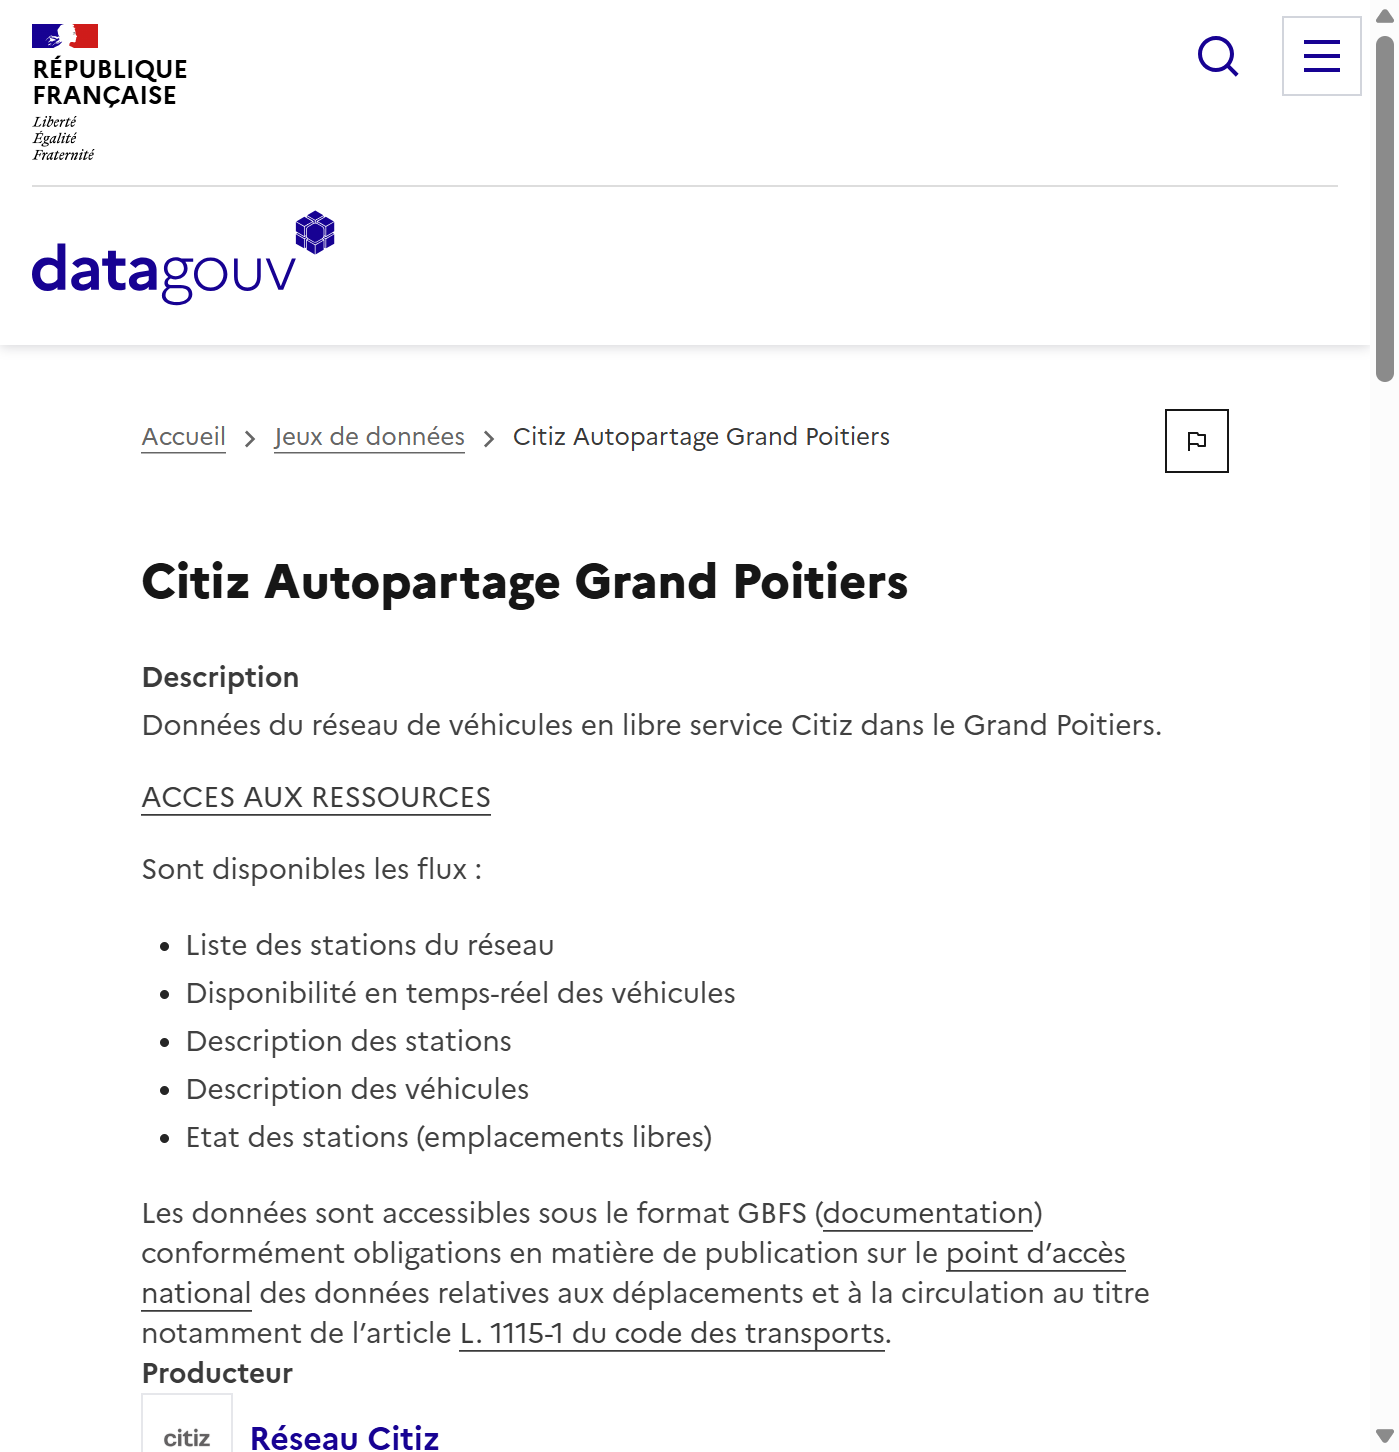 RÉPUBLIQUE
FRANÇAISE
Liberté
Égalité
Fraternité
datagouv
Accueil > Jeux de données > Citiz Autopartage Grand Poitiers
Citiz Autopartage Grand Poitiers
Description
Données du réseau de véhicules en libre service Citiz dans le Grand Poitiers.
ACCES AUX RESSOURCES
Sont disponibles les flux :
• Liste des stations du réseau
• Disponibilité en temps-réel des véhicules
• Description des stations
• Description des véhicules
• Etat des stations (emplacements libres)
Les données sont accessibles sous le format GBFS (documentation)
conformément obligations en matière de publication sur le point d’accès
national des données relatives aux déplacements et à la circulation au titre
notamment de l’article L. 1115-1 du code des transports.
Producteur
citiz Réseau Citiz